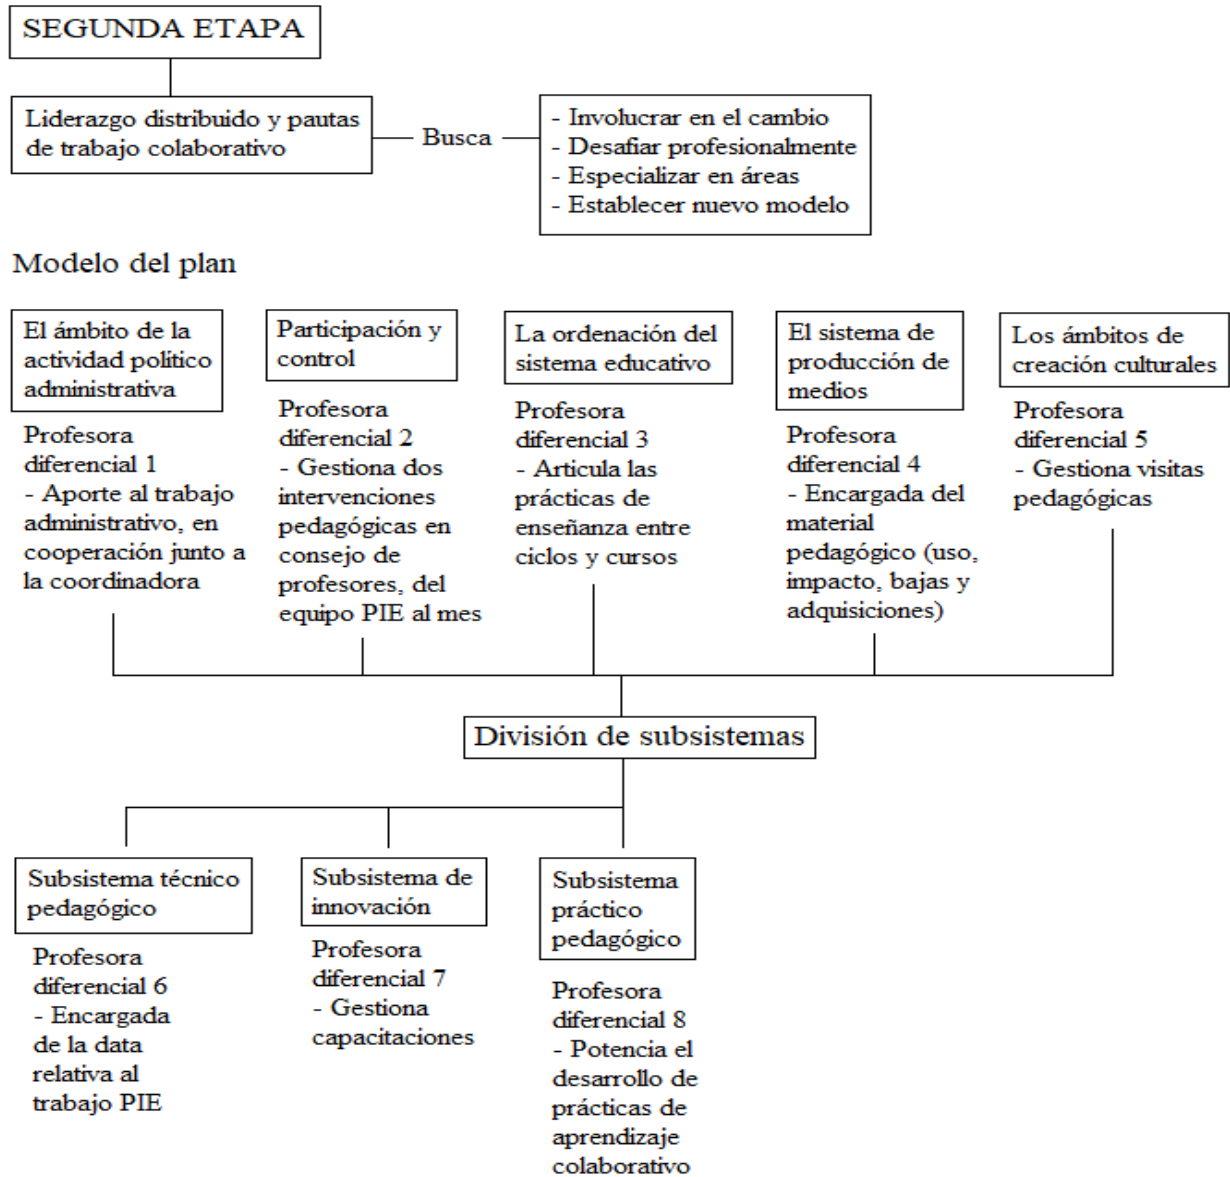 SEGUNDA ETAPA
Liderazgo distribuido y pautas
de trabajo colaborativo
Busca
- Involucrar en el cambio
- Desafiar profesionalmente
- Especializar en áreas
- Establecer nuevo modelo
Modelo del plan
El ámbito de la
actividad político
administrativa
Profesora
diferencial 1
- Aporte al trabajo
administrativo, en
cooperación junto a
la coordinadora
Participación y
control
Profesora
diferencial 2
- Gestiona dos
intervenciones
pedagógicas en
consejo de
profesores, del
equipo PIE al mes
La ordenación del
sistema educativo
Profesora
diferencial 3
- Articula las
prácticas de
enseñanza entre
ciclos y cursos
El sistema de
producción de
medios
Profesora
diferencial 4
- Encargada del
material
pedagógico (uso,
impacto, bajas y
adquisiciones)
Los ámbitos de
creación culturales
Profesora
diferencial 5
- Gestiona visitas
pedagógicas
División de subsistemas
Subsistema técnico
pedagógico
Profesora
diferencial 6
- Encargada
de la data
relativa al
trabajo PIE
Subsistema de
innovación
Profesora
diferencial 7
- Gestiona
capacitaciones
Subsistema
práctico
pedagógico
Profesora
diferencial 8
- Potencia el
desarrollo de
prácticas de
aprendizaje
colaborativo